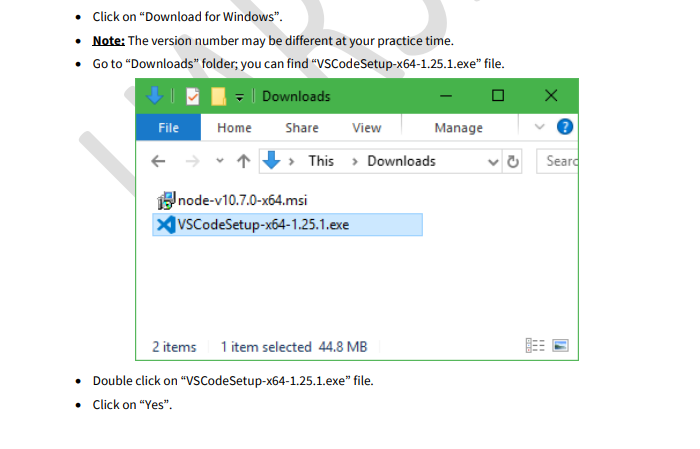 • Click on “Download for Windows”.
• Note: The version number may be different at your practice time.
• Go to “Downloads” folder; you can find “VSCodeSetup-x64-1.25.1.exe” file.
Downloads
File Home Share View Manage
This > Downloads Searc
node-v10.7.0-x64.msi
VSCodeSetup-x64-1.25.1.exe
2 items 1 item selected 44.8 MB
• Double click on “VSCodeSetup-x64-1.25.1.exe” file.
• Click on “Yes”.